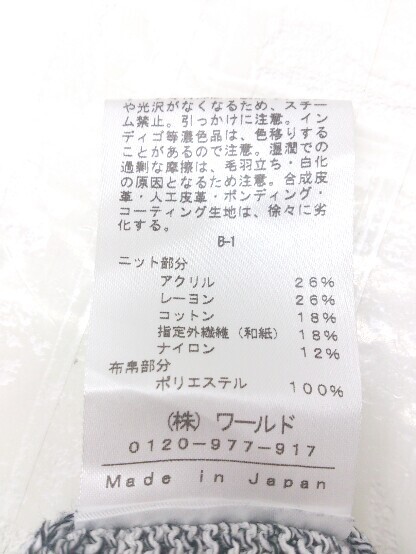 や光沢がなくなるため、スチー
ム禁止。引っかけに注意。イン
ディゴ等濃色品は、色移りする
ことがあるので注意。湿潤での
過剰な摩擦は、毛羽立ち・白化
の原因となるため注意。合成皮
革・人工皮革・ボンディング・
コーティング生地は、徐々に劣
化する。
B-1
ニット部分
アクリル 26%
レーヨン 26%
コットン 18%
指定外繊維（和紙） 18%
ナイロン 12%
布帛部分
ポリエステル 100%
（株）ワールド
0120-977-917
Made in Japan